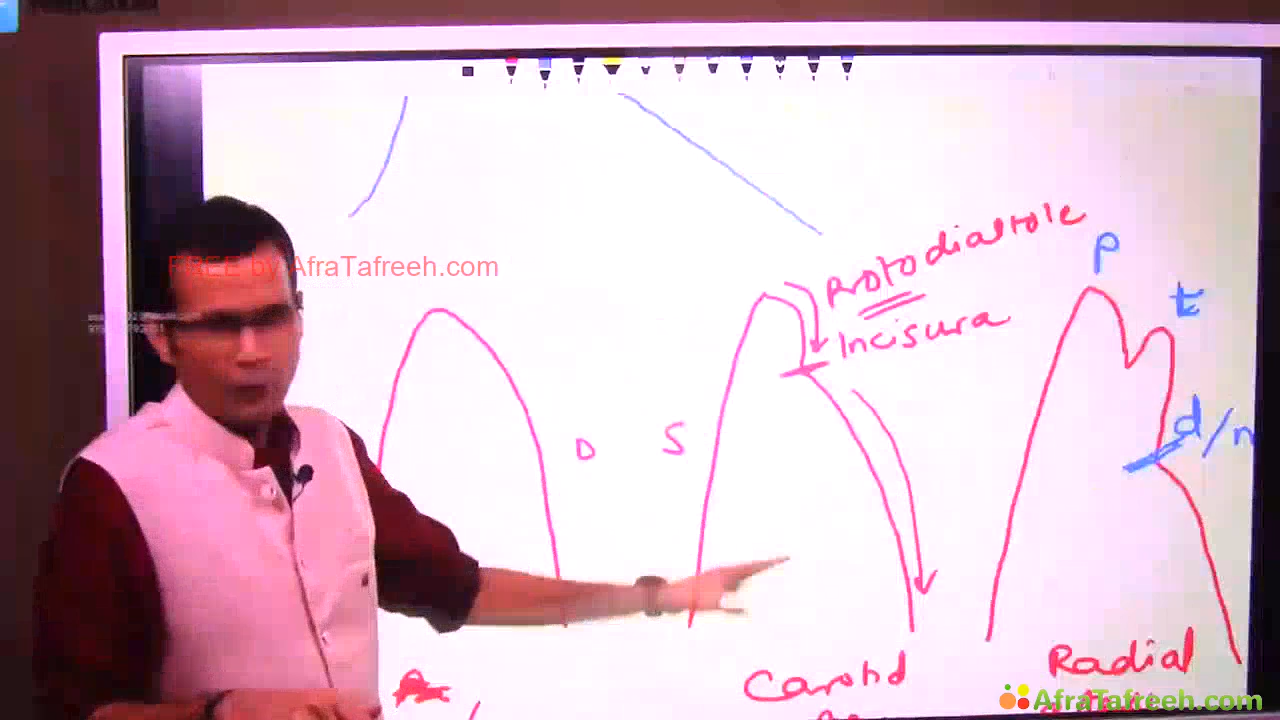 FREE by AfraTafreeh.com
Protodiastole
Incisura
P
t
d/n
D S
Carotid
Radial
AfraTafreeh.com